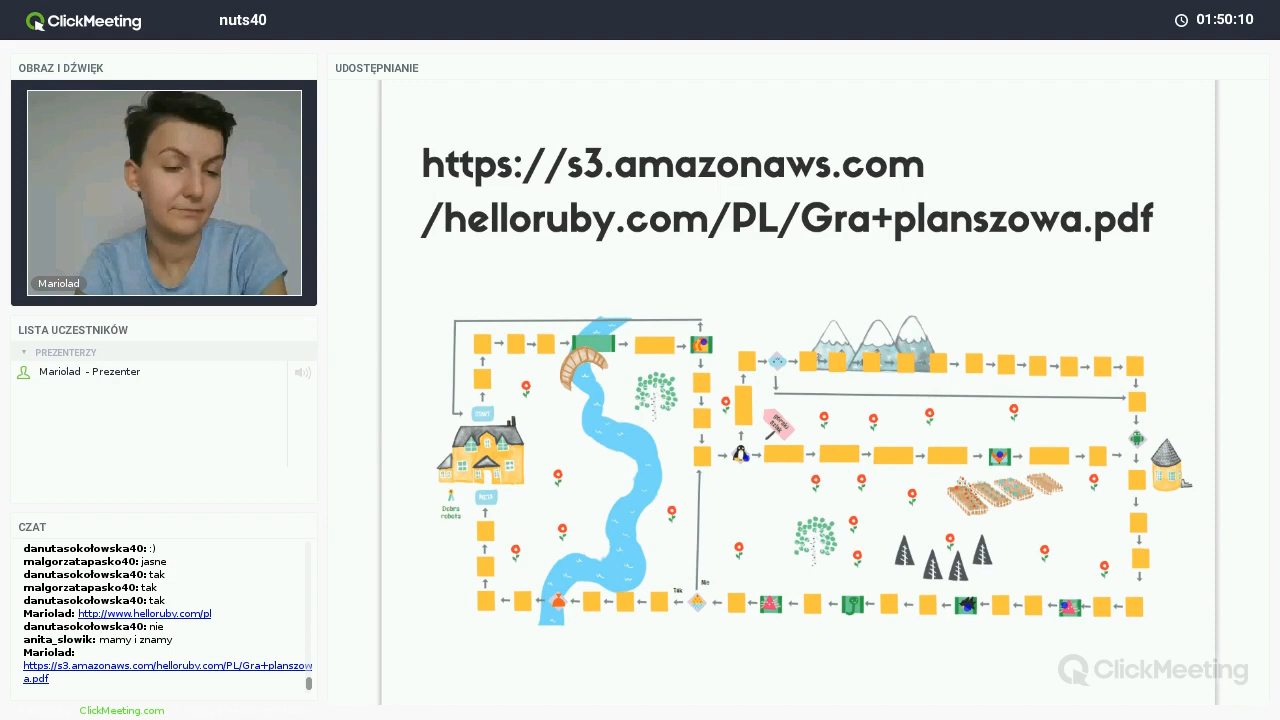 ClickMeeting
nuts40
01:50:10
OBRAZ I DŹWIĘK
Mariolad
LISTA UCZESTNIKÓW
PREZENTERZY
Mariolad - Prezenter
CZAT
danutasokołowska40: :)
malgorzatapasko40: jasne
danutasokołowska40: tak
malgorzatapasko40: tak
danutasokołowska40: tak
Mariolad: http://www.helloruby.com/pl
danutasokołowska40: nie
anita_slowik: mamy i znamy
Mariolad:
https://s3.amazonaws.com/helloruby.com/PL/Gra+planszow
a.pdf
ClickMeeting.com
UDOSTĘPNIANIE
https://s3.amazonaws.com
/helloruby.com/PL/Gra+planszowa.pdf
START
META
Dobra
robota
Tak
Nie
ClickMeeting